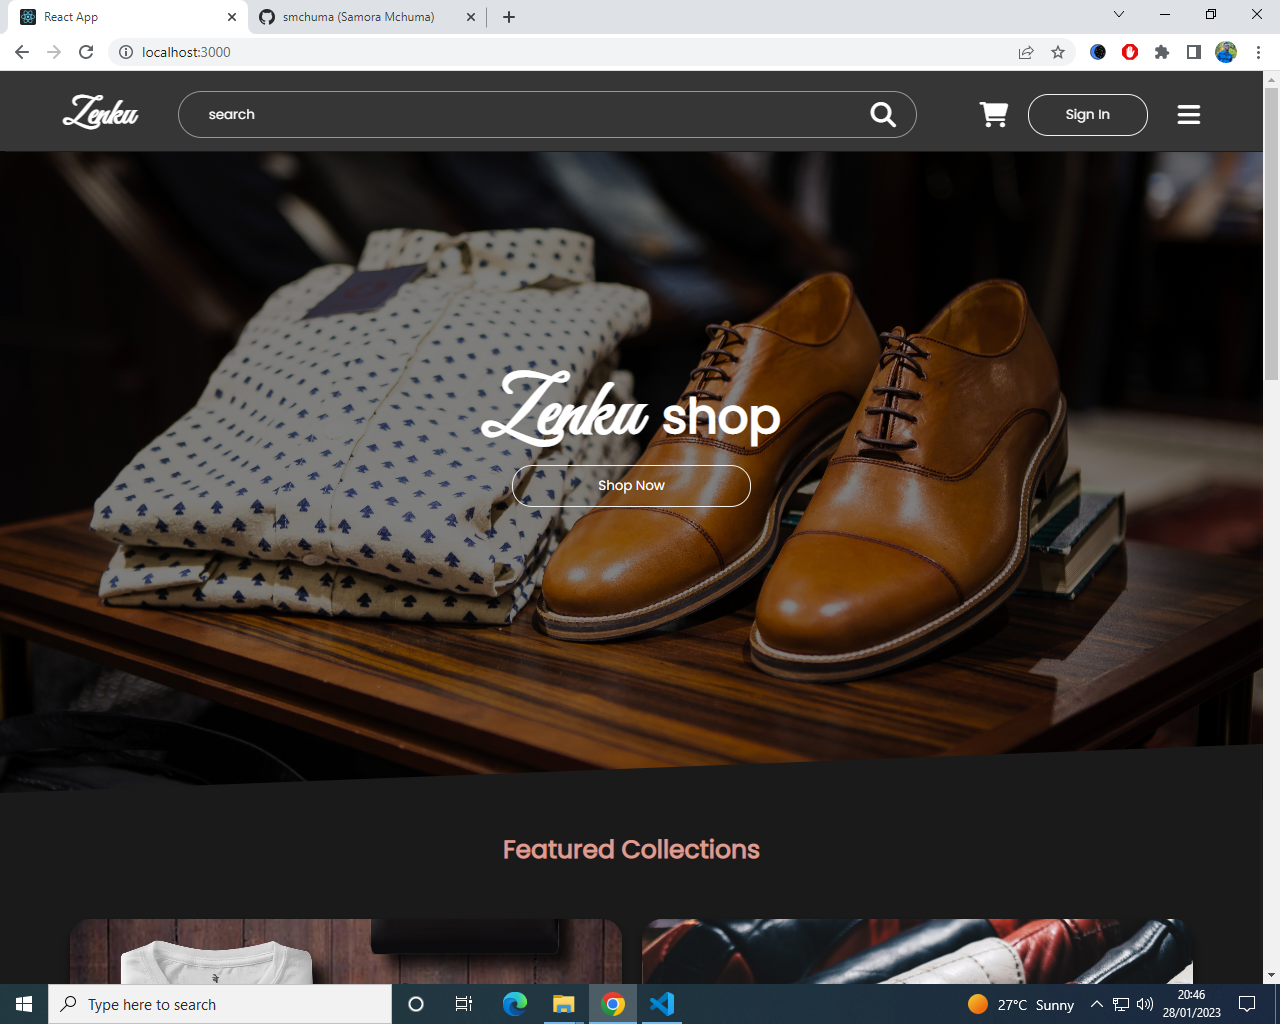 React App
smchuma (Samora Mchuma)
localhost:3000
Zenku
search
Sign In
Zenku shop
Shop Now
Featured Collections
Type here to search
27°C Sunny
20:46
28/01/2023